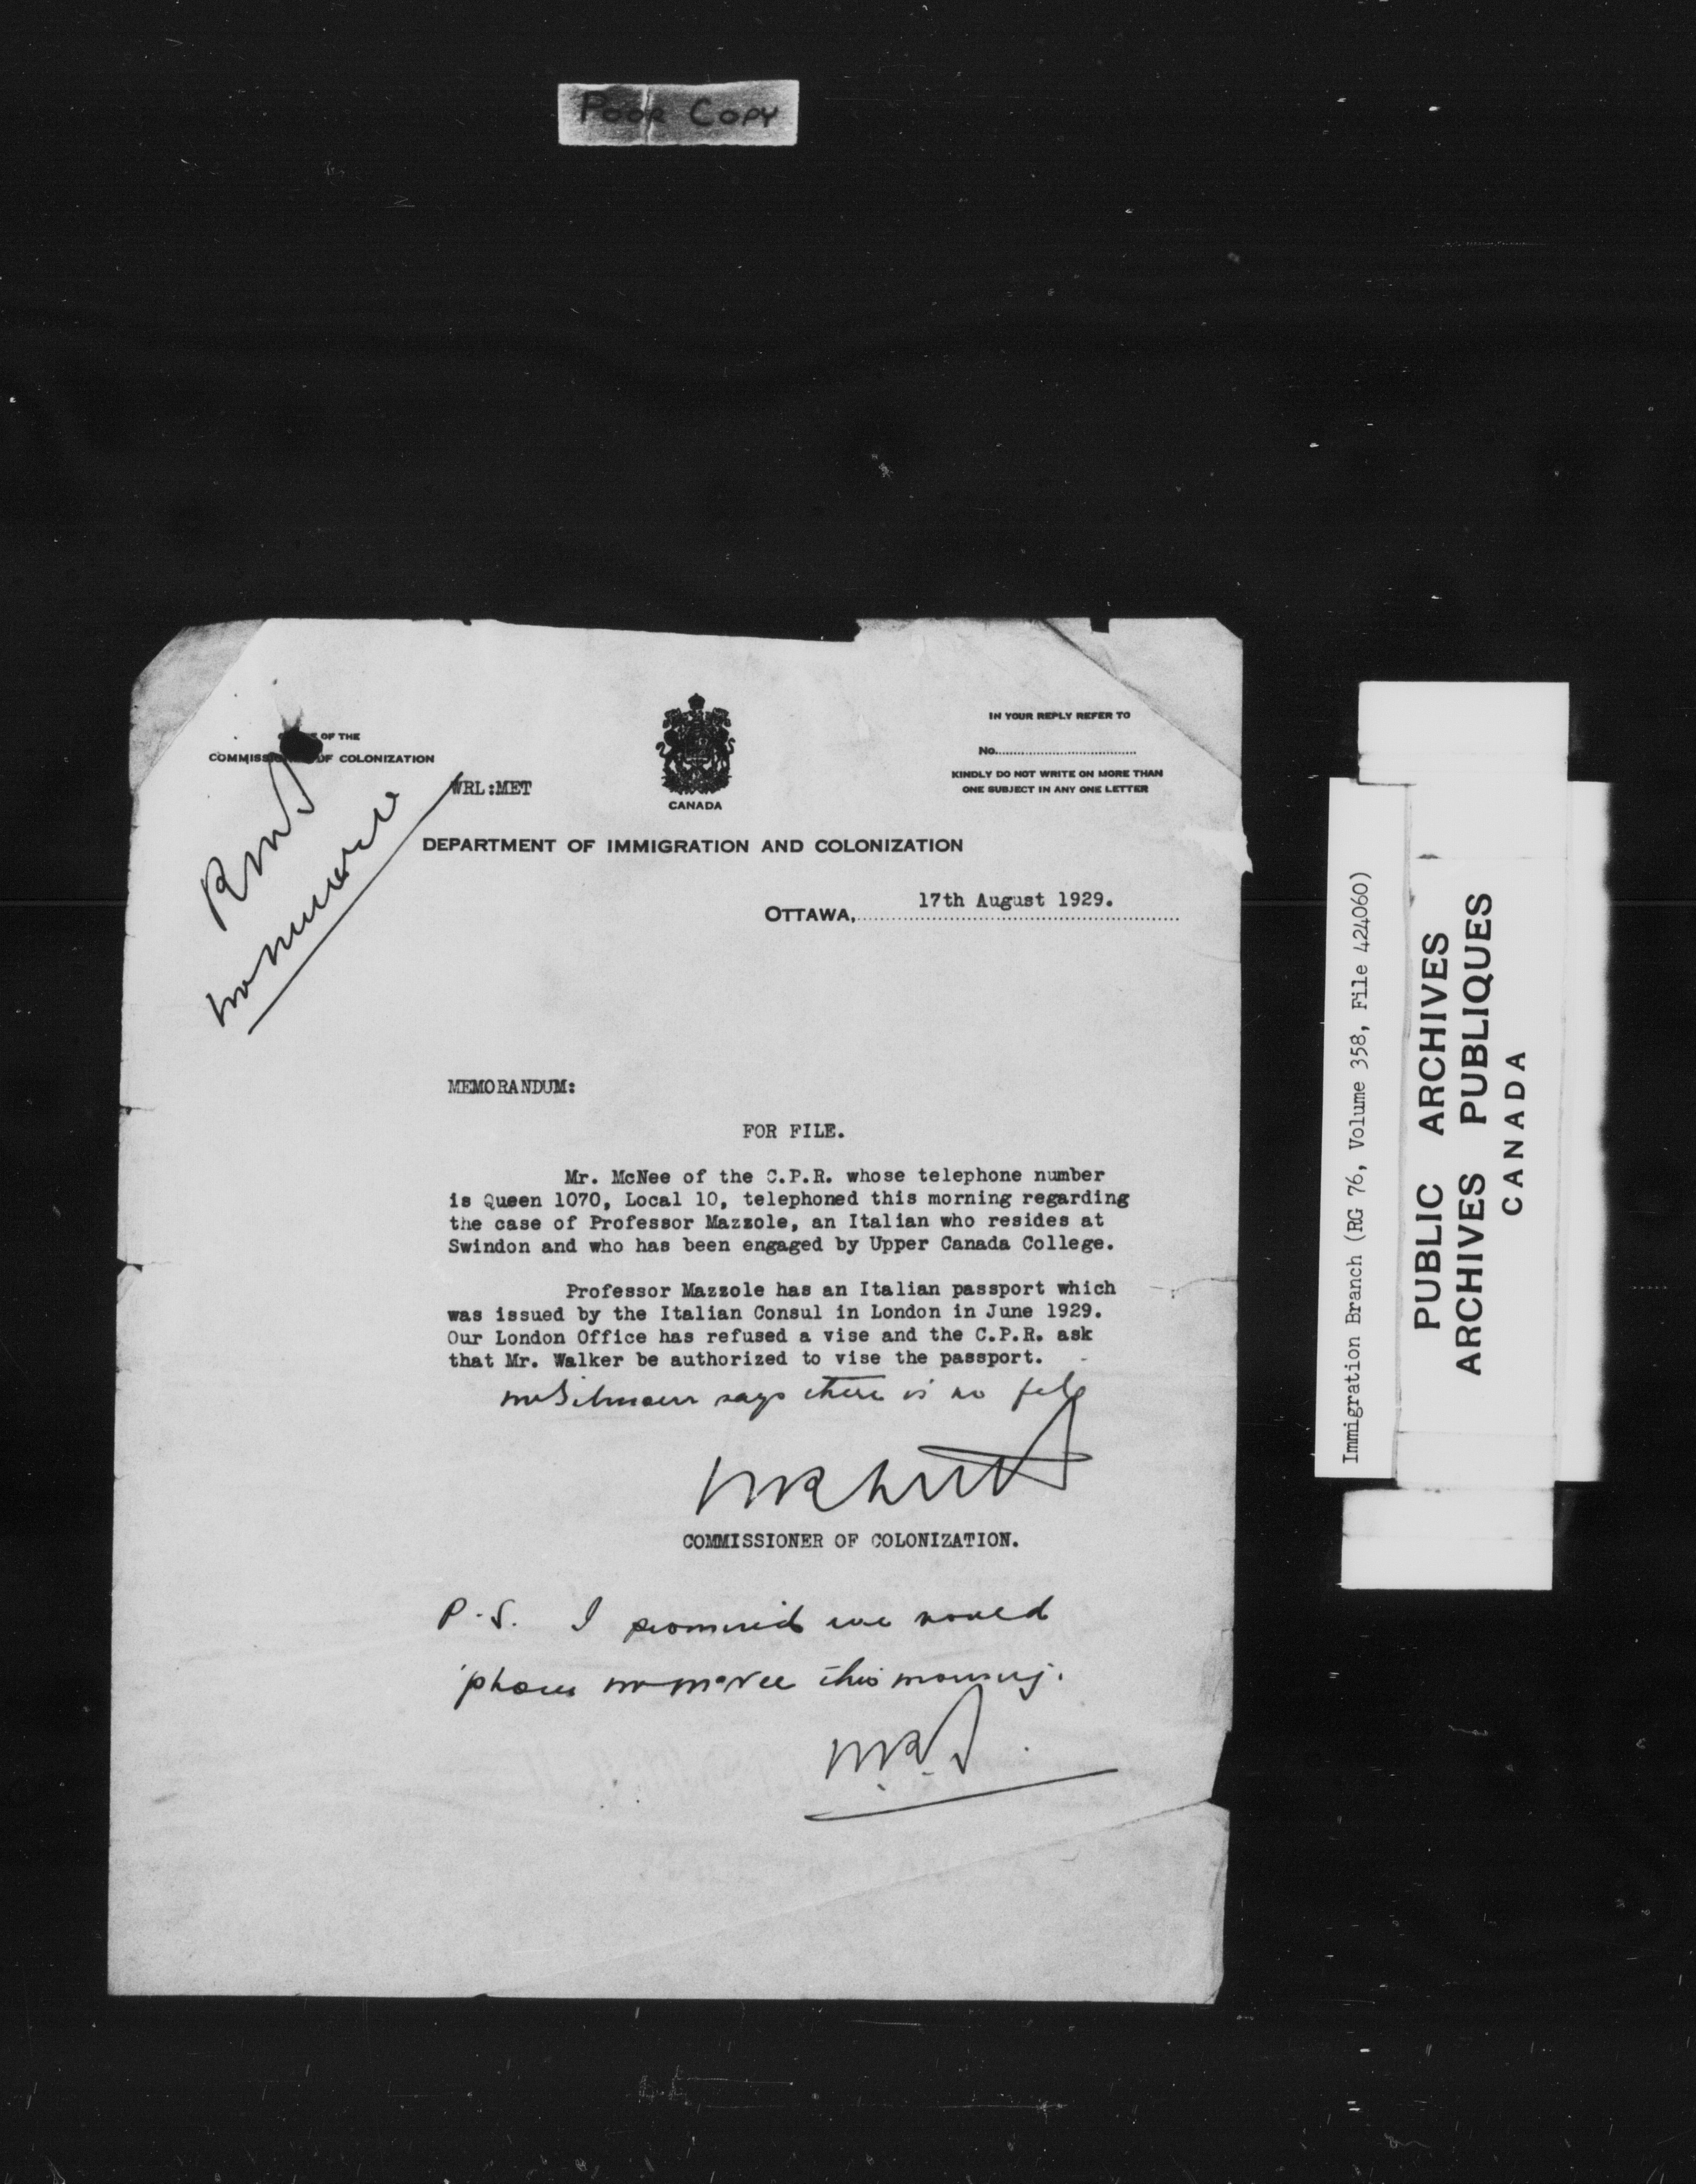 POOR COPY
OF THE
COMMISSIONER OF COLONIZATION
WRL:MET
CANADA
IN YOUR REPLY REFER TO
No.
KINDLY DO NOT WRITE ON MORE THAN
ONE SUBJECT IN ANY ONE LETTER
DEPARTMENT OF IMMIGRATION AND COLONIZATION
OTTAWA, 17th August 1929.
MEMORANDUM:
FOR FILE.
Mr. McNee of the C.P.R. whose telephone number
is Queen 1070, Local 10, telephoned this morning regarding
the case of Professor Mazzole, an Italian who resides at
Swindon and who has been engaged by Upper Canada College.
Professor Mazzole has an Italian passport which
was issued by the Italian Consul in London in June 1929.
Our London Office has refused a vise and the C.P.R. ask
that Mr. Walker be authorized to vise the passport.
says there is no file
COMMISSIONER OF COLONIZATION.
P.S. I promised we would
'phone Mr McNee this morning.
Immigration Branch (RG 76, Volume 358, File 424060)
PUBLIC ARCHIVES
ARCHIVES PUBLIQUES
CANADA